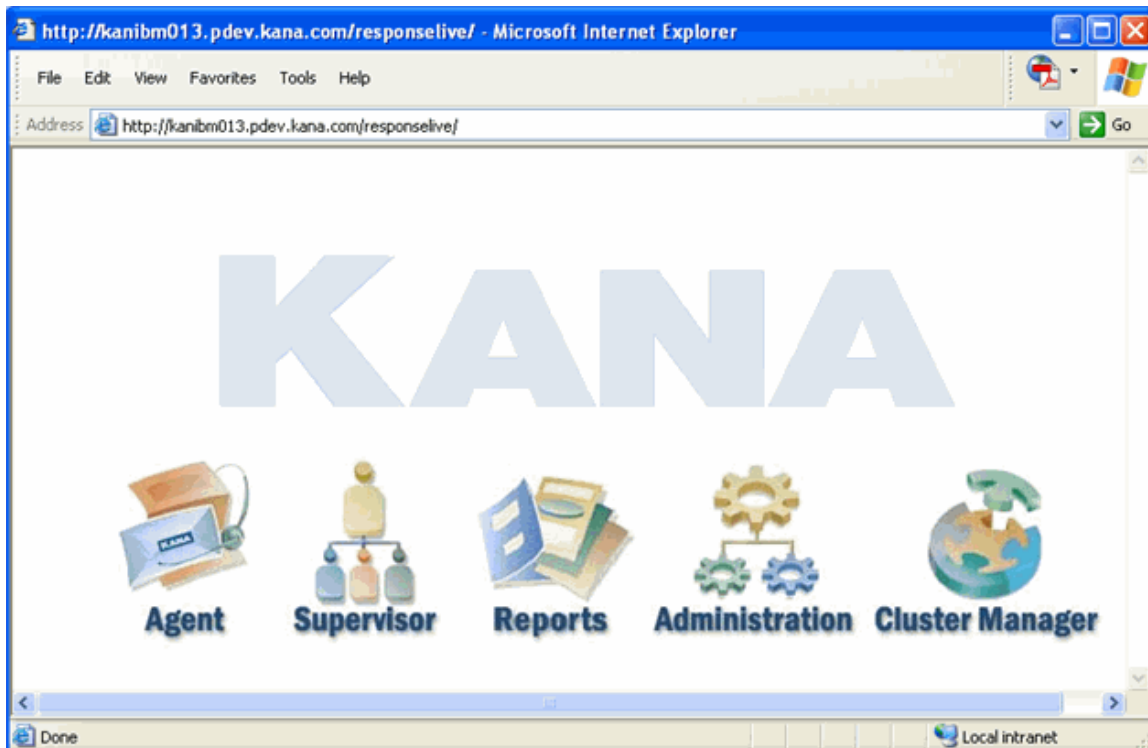 http://kanibm013.pdev.kana.com/responselive/ - Microsoft Internet Explorer
File Edit View Favorites Tools Help
Address http://kanibm013.pdev.kana.com/responselive/ Go
KANA
KANA
Agent Supervisor Reports Administration Cluster Manager
Done Local intranet